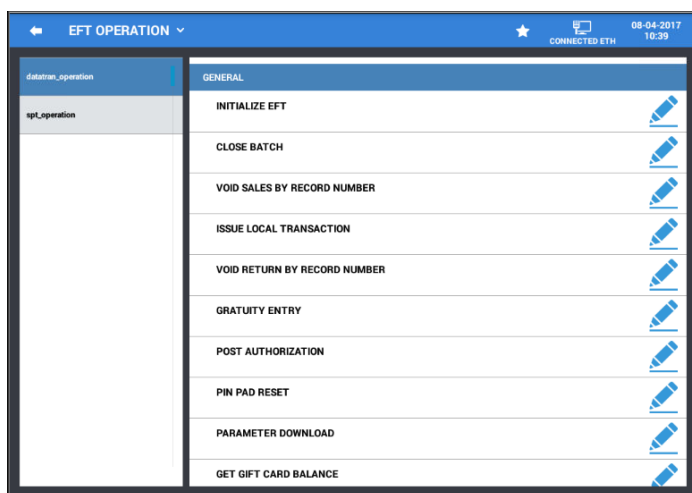 EFT OPERATION
CONNECTED ETH
08-04-2017
10:39
datatran_operation
spt_operation
GENERAL
INITIALIZE EFT
CLOSE BATCH
VOID SALES BY RECORD NUMBER
ISSUE LOCAL TRANSACTION
VOID RETURN BY RECORD NUMBER
GRATUITY ENTRY
POST AUTHORIZATION
PIN PAD RESET
PARAMETER DOWNLOAD
GET GIFT CARD BALANCE